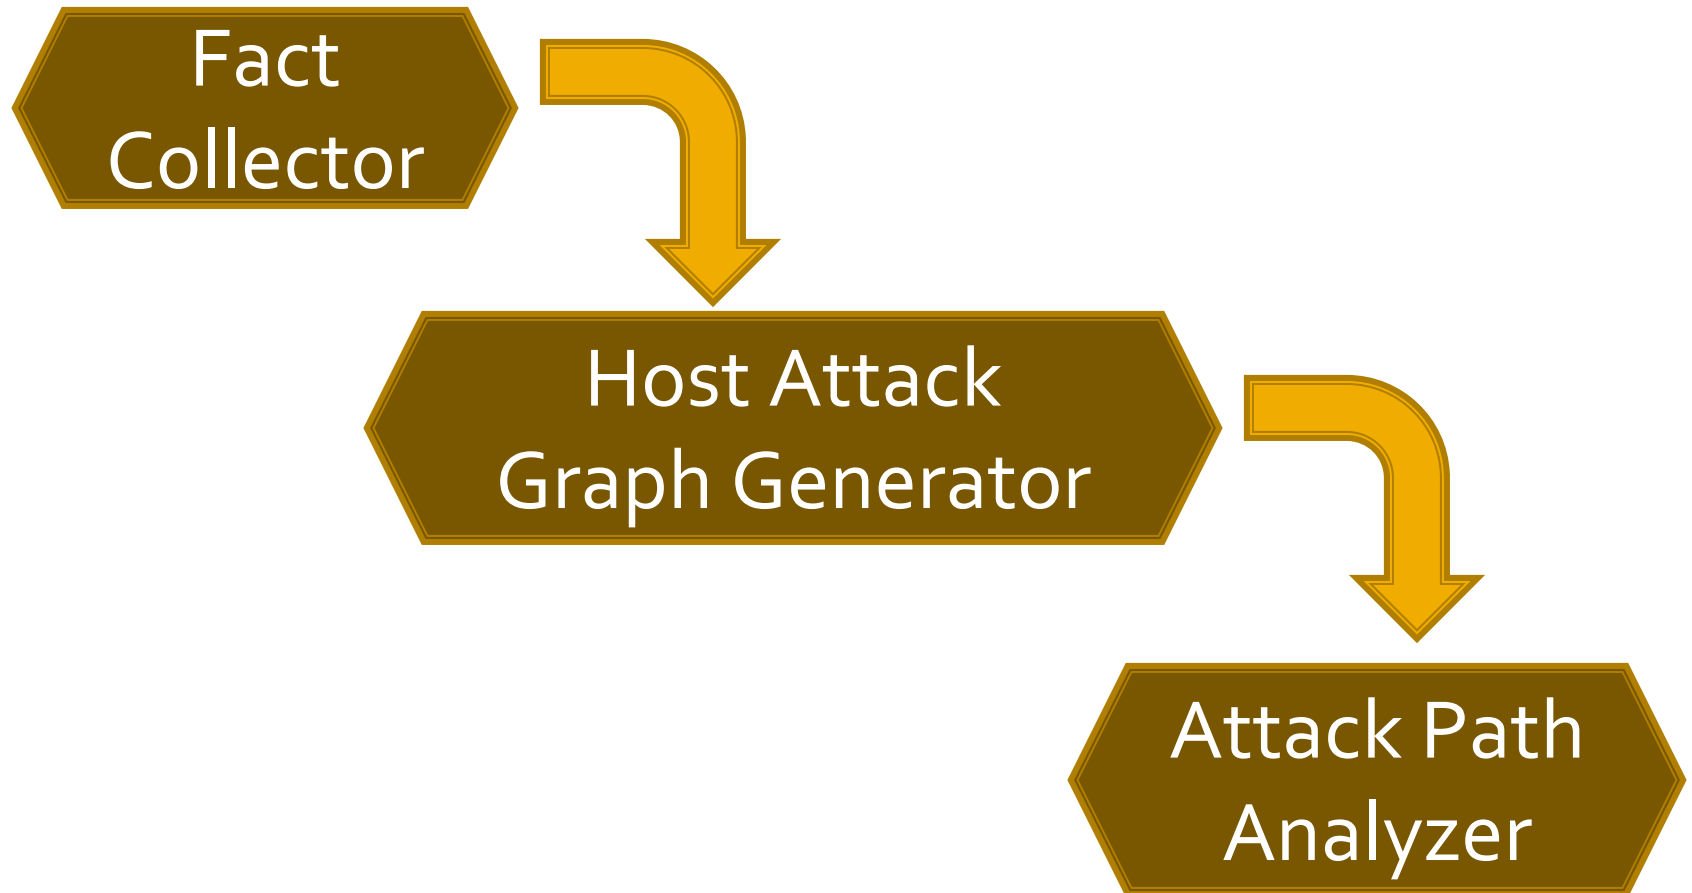 Fact
Collector
Host Attack
Graph Generator
Attack Path
Analyzer